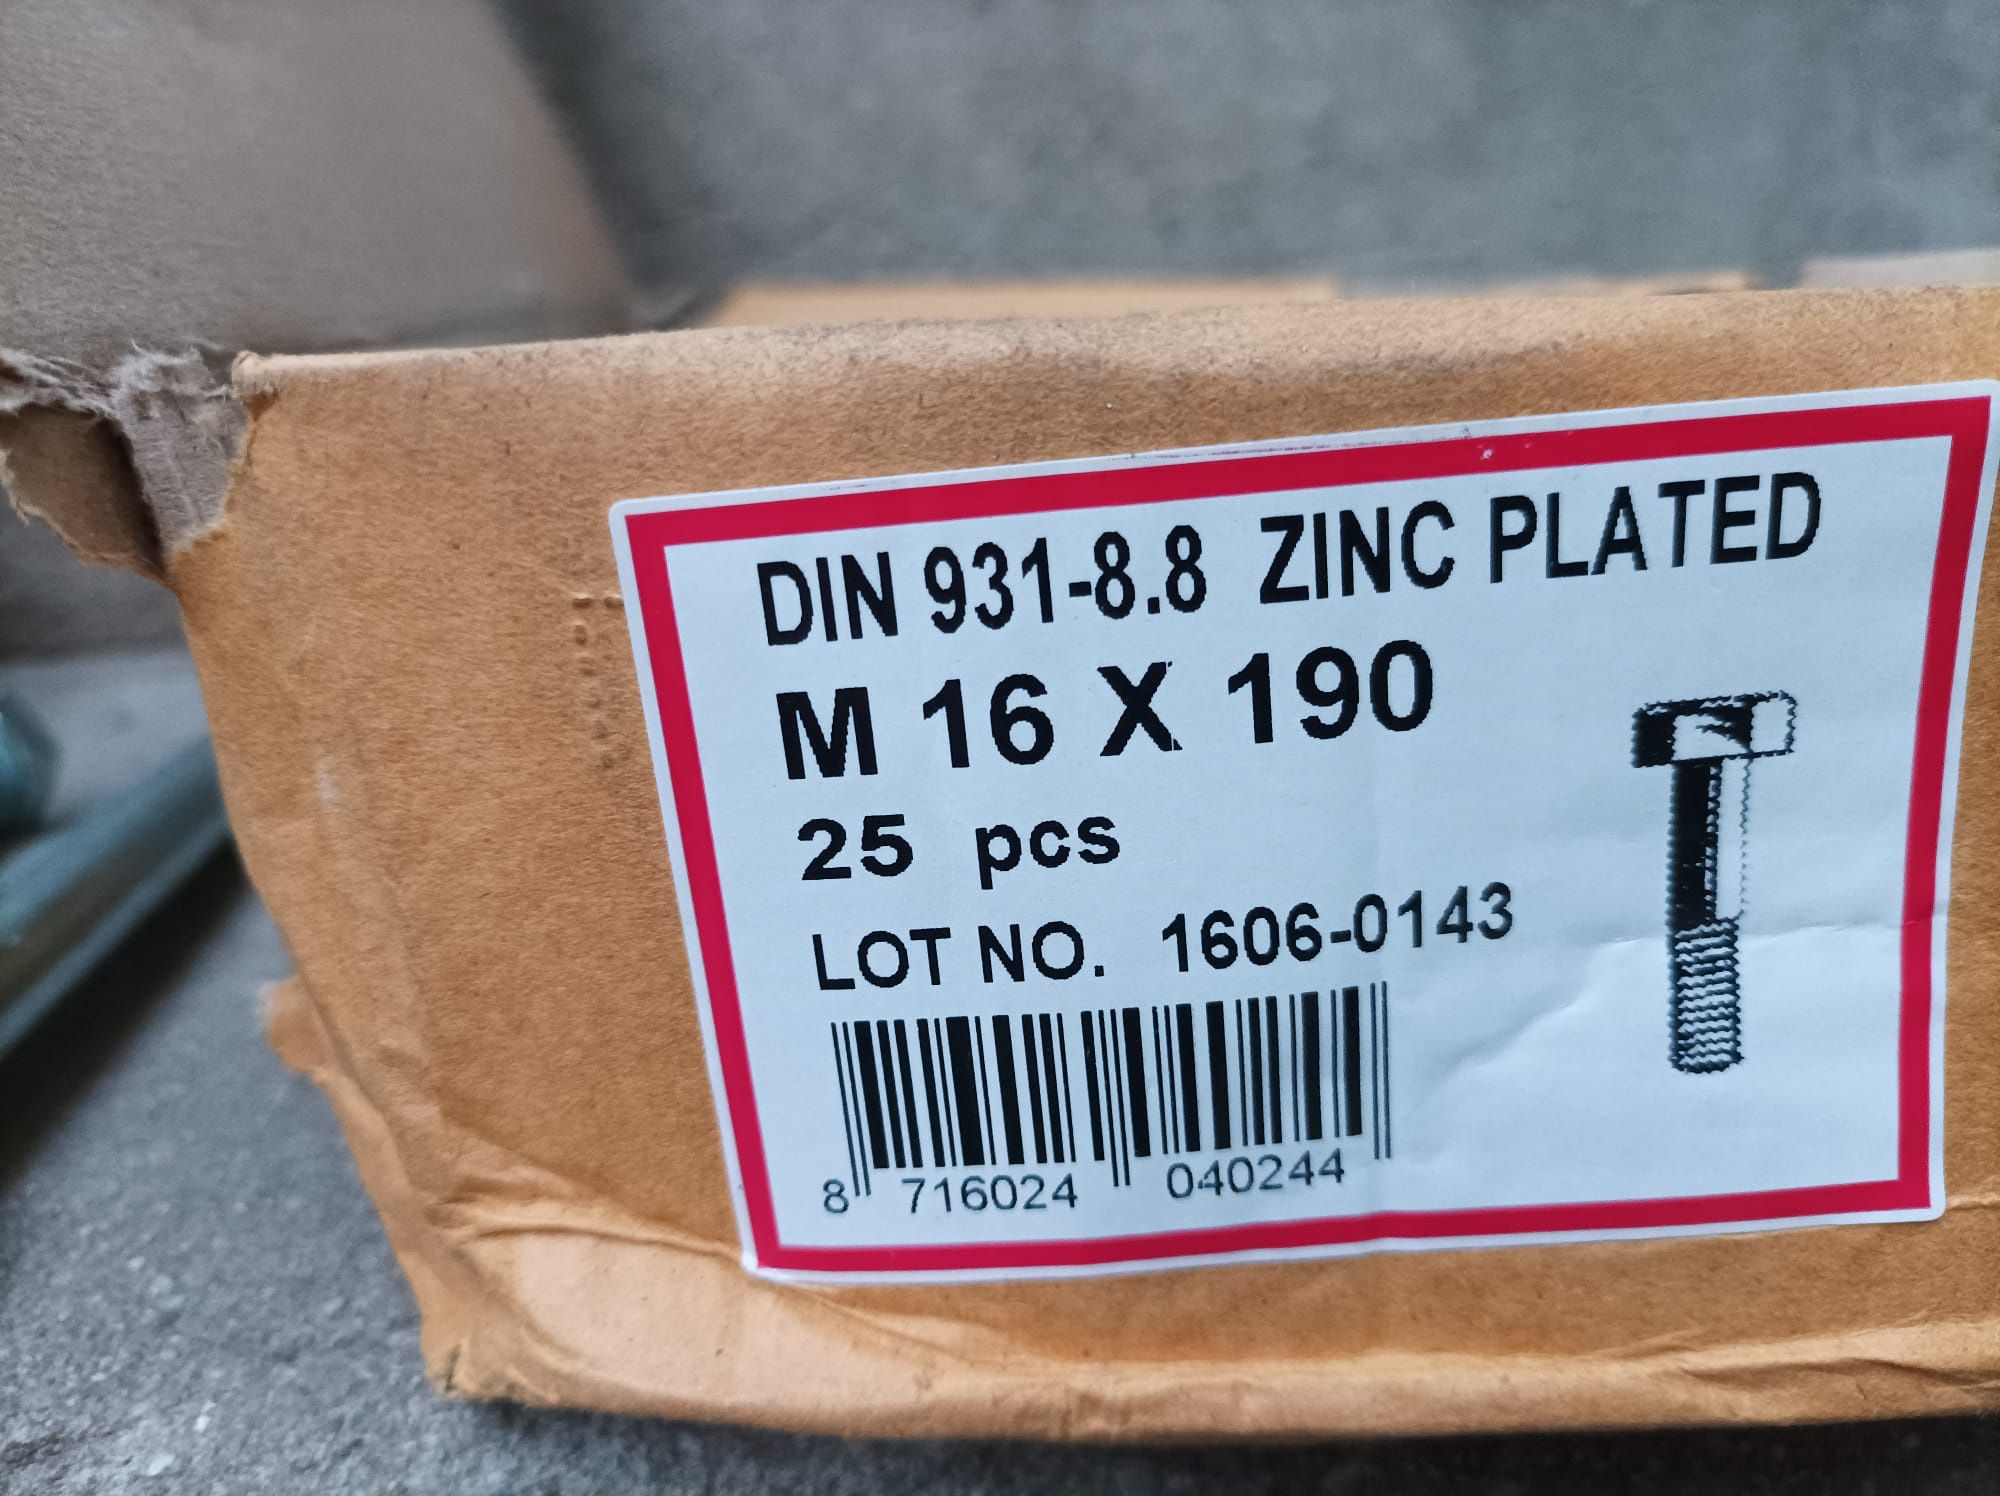 DIN 931-8.8 ZINC PLATED
M 16 X 190
25 pcs
LOT NO. 1606-0143
8 716024 040244